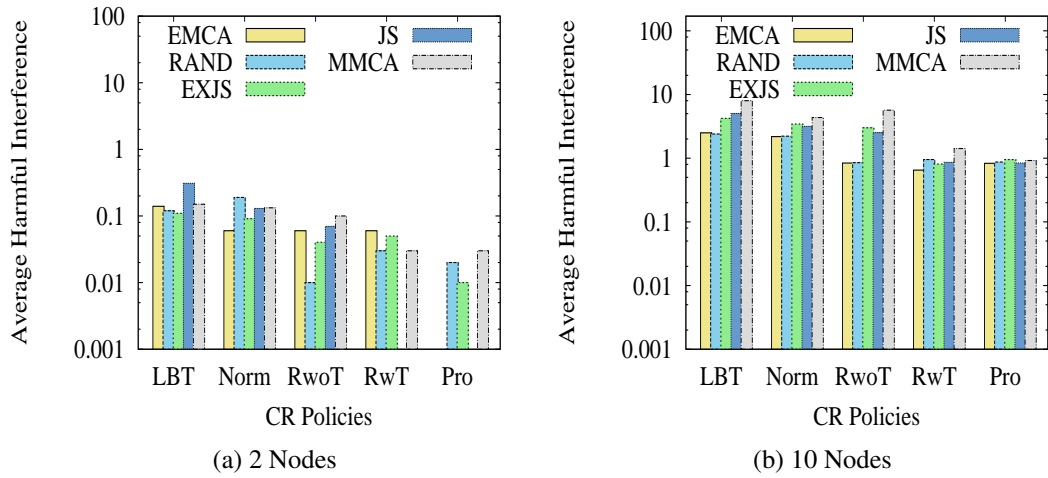 Average Harmful Interference
100
10
1
0.1
0.01
0.001
EMCA
RAND
EXJS
JS
MMCA
LBT Norm RwoT RwT Pro
CR Policies
(a) 2 Nodes
Average Harmful Interference
100
10
1
0.1
0.01
0.001
EMCA
RAND
EXJS
JS
MMCA
LBT Norm RwoT RwT Pro
CR Policies
(b) 10 Nodes